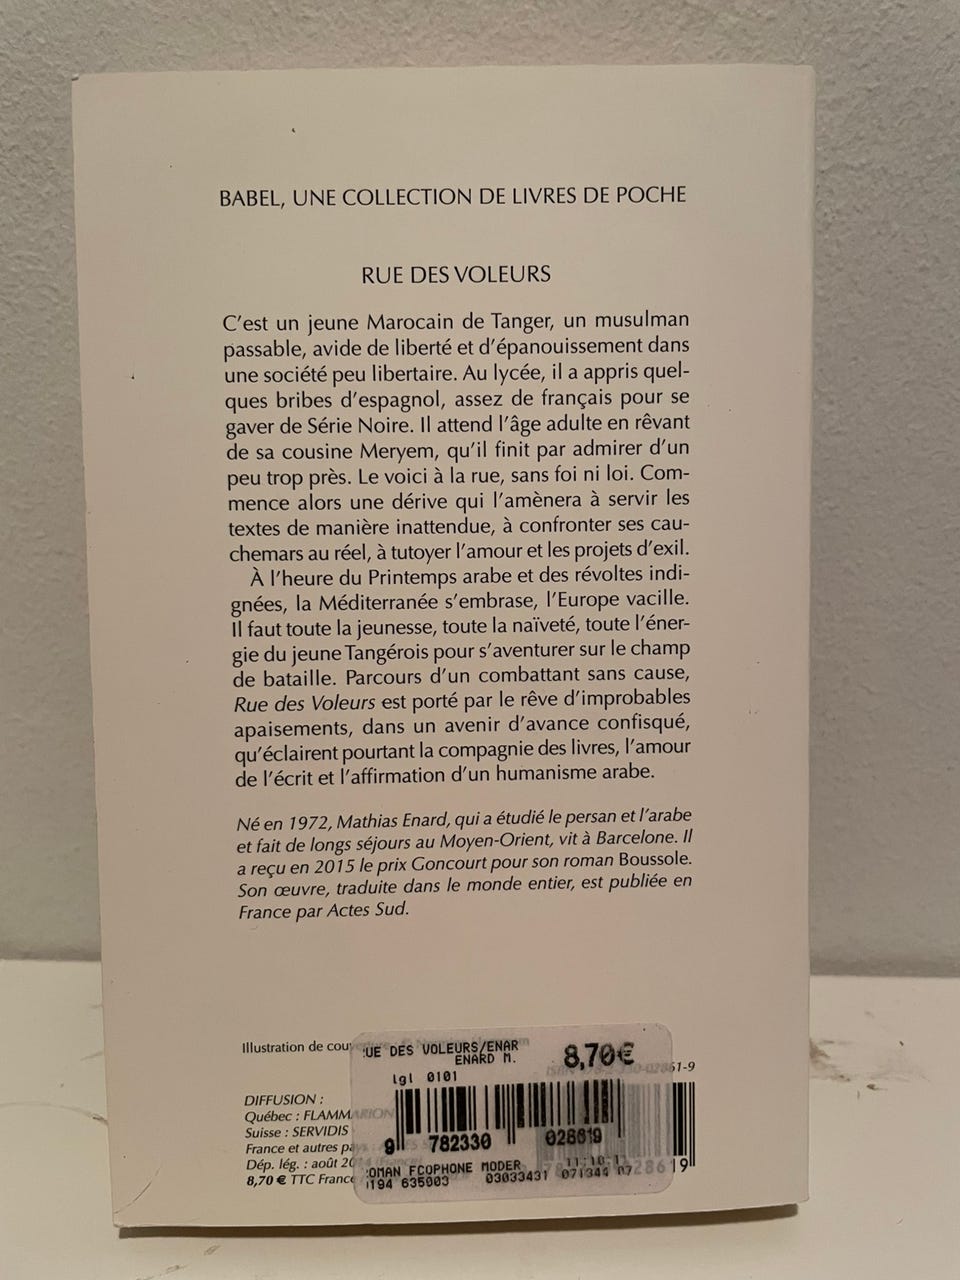 BABEL, UNE COLLECTION DE LIVRES DE POCHE
RUE DES VOLEURS
C'est un jeune Marocain de Tanger, un musulman
passable, avide de liberté et d'épanouissement dans
une société peu libertaire. Au lycée, il a appris quel-
ques bribes d'espagnol, assez de français pour se
gaver de Série Noire. Il attend l'âge adulte en rêvant
de sa cousine Meryem, qu'il finit par admirer d'un
peu trop près. Le voici à la rue, sans foi ni loi. Com-
mence alors une dérive qui l'amènera à servir les
textes de manière inattendue, à confronter ses cau-
chemars au réel, à tutoyer l'amour et les projets d'exil.
À l'heure du Printemps arabe et des révoltes indi-
gnées, la Méditerranée s'embrase, l'Europe vacille.
Il faut toute la jeunesse, toute la naïveté, toute l'éner-
gie du jeune Tangérois pour s'aventurer sur le champ
de bataille. Parcours d'un combattant sans cause,
Rue des Voleurs est porté par le rêve d'improbables
apaisements, dans un avenir d'avance confisqué,
qu'éclairent pourtant la compagnie des livres, l'amour
de l'écrit et l'affirmation d'un humanisme arabe.
Né en 1972, Mathias Enard, qui a étudié le persan et l'arabe
et fait de longs séjours au Moyen-Orient, vit à Barcelone. Il
a reçu en 2015 le prix Goncourt pour son roman Boussole.
Son œuvre, traduite dans le monde entier, est publiée en
France par Actes Sud.
Illustration de cou
UE DES VOLEURS/ENAR
ENARD M.
8,70€
lgl 0101
DIFFUSION :
Québec : FLAMMARION
Suisse : SERVIDIS
France et autres pays
Dép. lég. : août
8,70 € TTC France
9 782330 028619
OMAN FCOPHONE MODER
194 635003 03033431